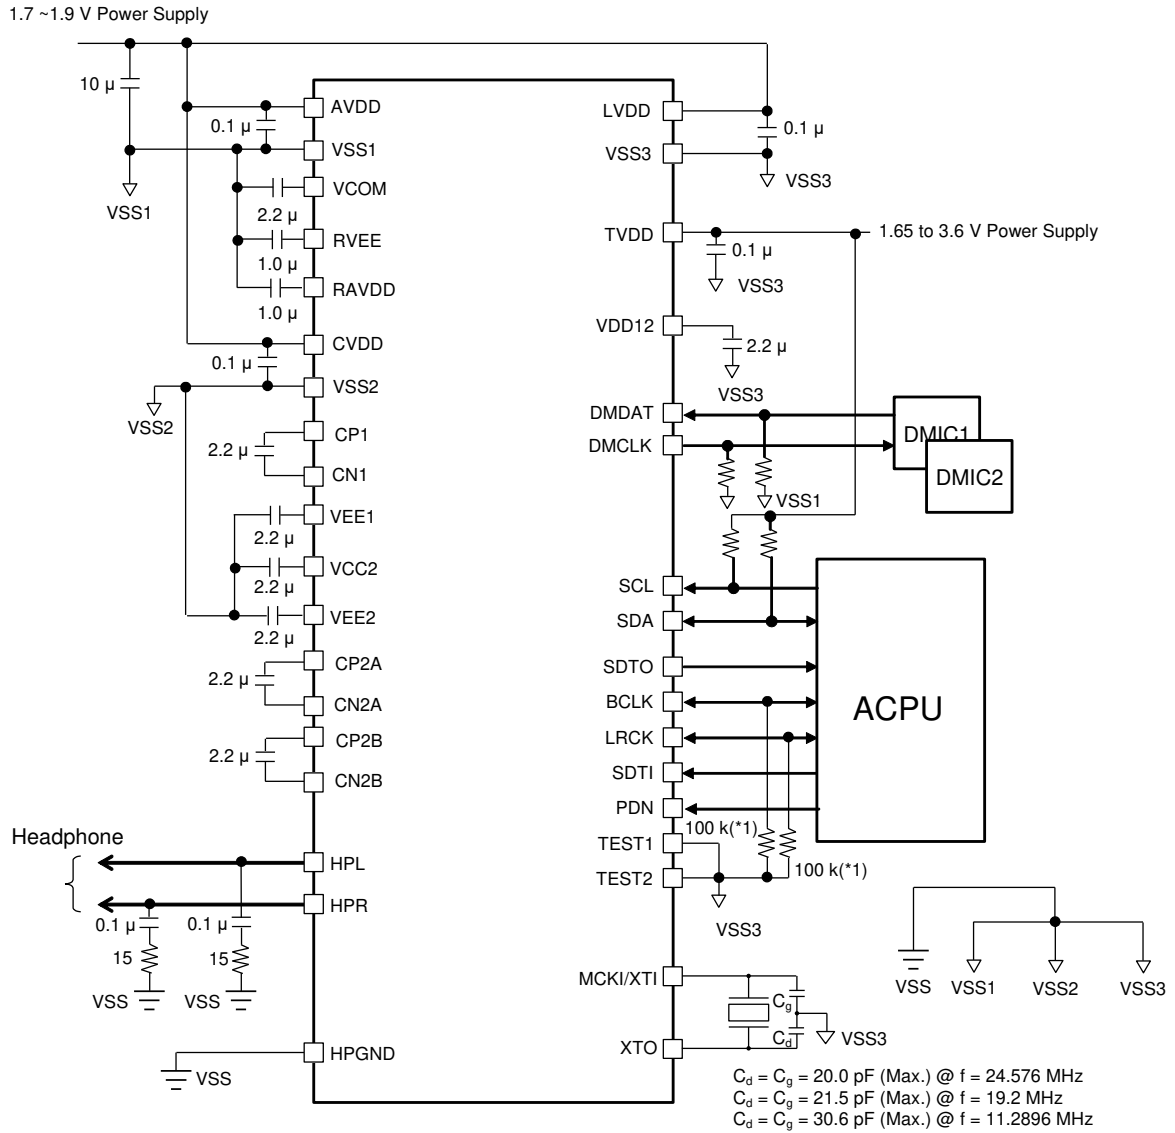 1.7 ~1.9 V Power Supply
10 µ
AVDD
0.1 µ
VSS1
VSS1
VCOM
2.2 µ
RVEE
1.0 µ
RAVDD
1.0 µ
CVDD
0.1 µ
VSS2
VSS2
CP1
2.2 µ
CN1
VEE1
2.2 µ
VCC2
2.2 µ
VEE2
2.2 µ
CP2A
2.2 µ
CN2A
CP2B
2.2 µ
CN2B
Headphone
HPL
HPR
0.1 µ
0.1 µ
15
15
VSS
VSS
HPGND
VSS
LVDD
0.1 µ
VSS3
VSS3
TVDD
1.65 to 3.6 V Power Supply
0.1 µ
VSS3
VDD12
2.2 µ
VSS3
DMDAT
DMIC1
DMCLK
DMIC2
VSS1
SCL
SDA
SDTO
BCLK
ACPU
LRCK
SDTI
PDN
100 k(*1)
TEST1
100 k(*1)
TEST2
VSS3
MCKI/XTI
Cg
Cd
VSS3
XTO
VSS
VSS1
VSS2
VSS3
Cd = Cg = 20.0 pF (Max.) @ f = 24.576 MHz
Cd = Cg = 21.5 pF (Max.) @ f = 19.2 MHz
Cd = Cg = 30.6 pF (Max.) @ f = 11.2896 MHz